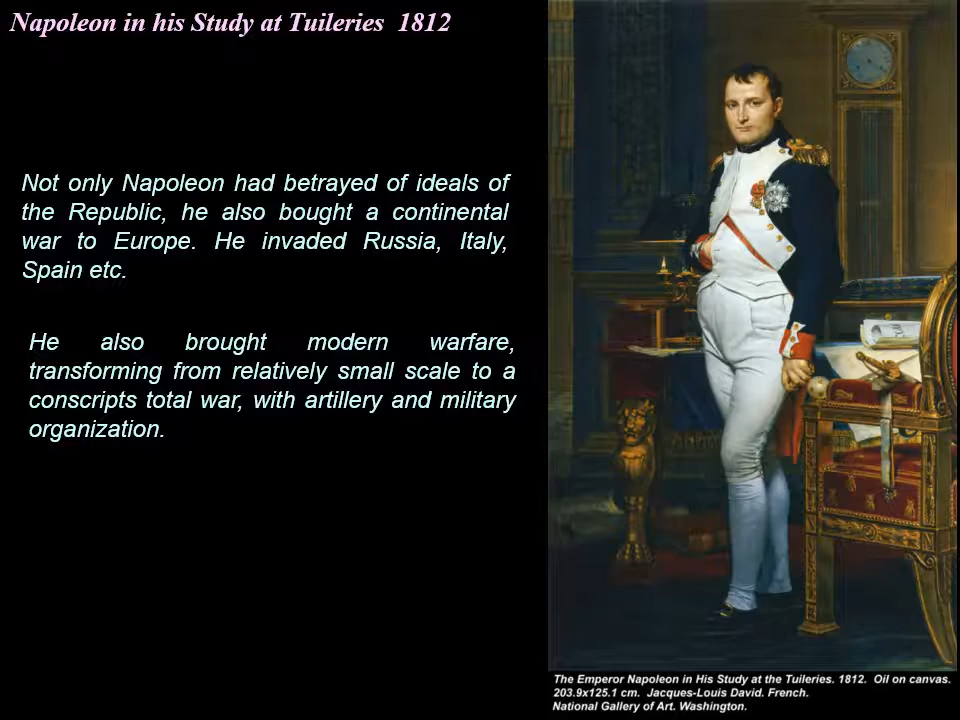 Napoleon in his Study at Tuileries 1812
Not only Napoleon had betrayed of ideals of
the Republic, he also bought a continental
war to Europe. He invaded Russia, Italy,
Spain etc.
He also brought modern warfare,
transforming from relatively small scale to a
conscripts total war, with artillery and military
organization.
The Emperor Napoleon in His Study at the Tuileries. 1812. Oil on canvas.
203.9x125.1 cm. Jacques-Louis David. French.
National Gallery of Art. Washington.